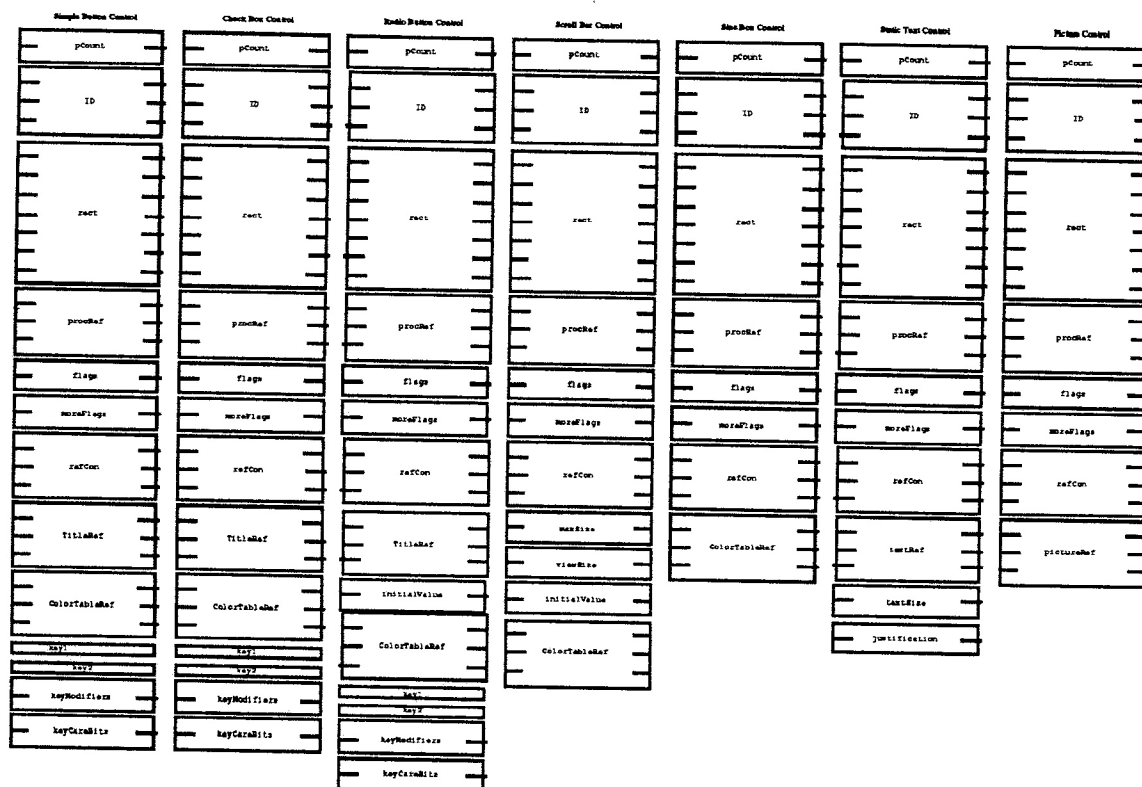 Simple Button Control
pCount
ID
rect
procRef
flags
moreFlags
refCon
TitleRef
ColorTableRef
key1
key2
keyModifiers
keyCareBits
Check Box Control
pCount
ID
rect
procRef
flags
moreFlags
refCon
TitleRef
ColorTableRef
key1
key2
keyModifiers
keyCareBits
Radio Button Control
pCount
ID
rect
procRef
flags
moreFlags
refCon
TitleRef
initialValue
ColorTableRef
key1
key2
keyModifiers
keyCareBits
Scroll Bar Control
pCount
ID
rect
procRef
flags
moreFlags
refCon
maxSize
viewSize
initialValue
ColorTableRef
Size Box Control
pCount
ID
rect
procRef
flags
moreFlags
refCon
ColorTableRef
Static Text Control
pCount
ID
rect
procRef
flags
moreFlags
refCon
textRef
textSize
justification
Picture Control
pCount
ID
rect
procRef
flags
moreFlags
refCon
pictureRef